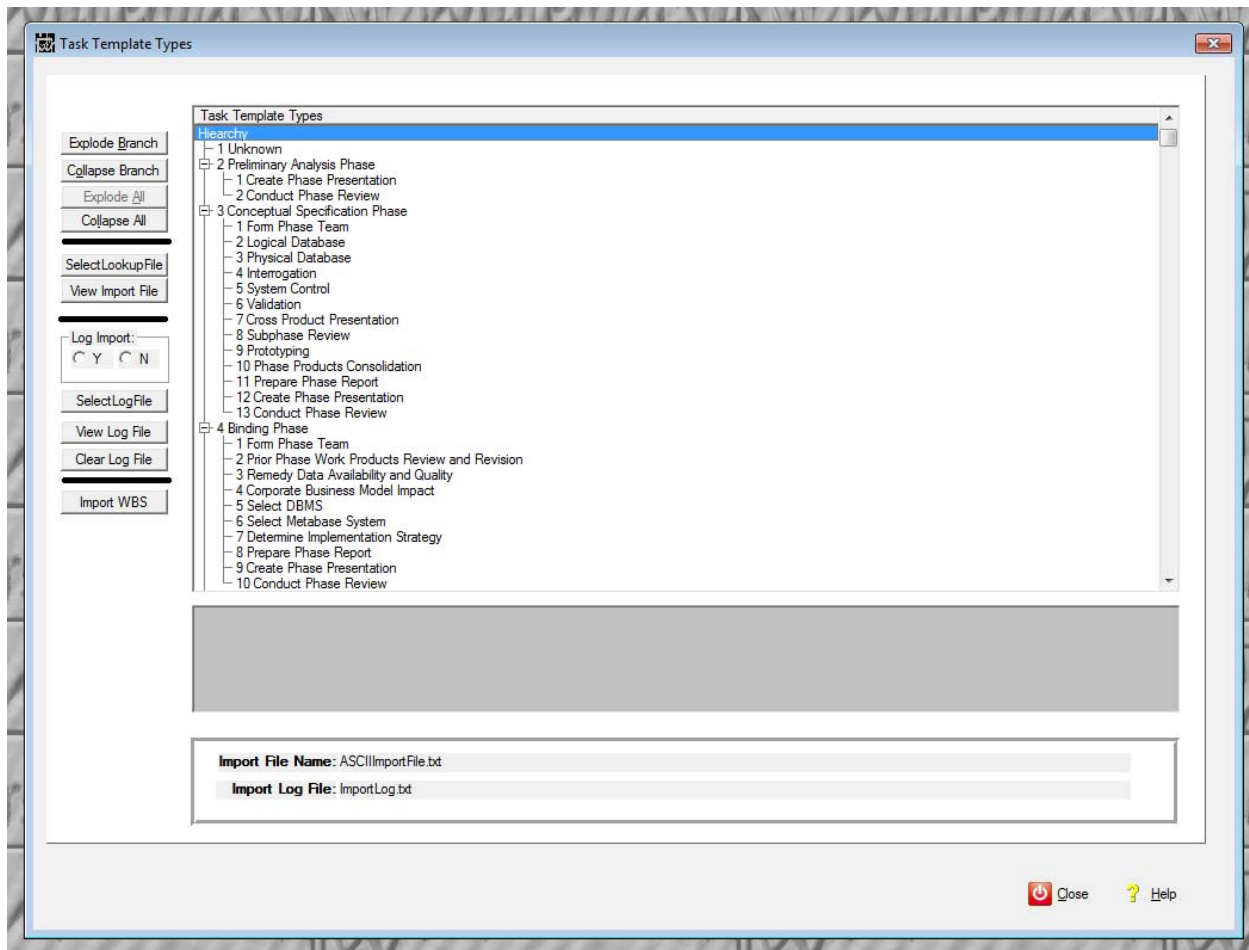 Task Template Types
Task Template Types
Hiearchy
1 Unknown
2 Preliminary Analysis Phase
1 Create Phase Presentation
2 Conduct Phase Review
3 Conceptual Specification Phase
1 Form Phase Team
2 Logical Database
3 Physical Database
4 Interrogation
5 System Control
6 Validation
7 Cross Product Presentation
8 Subphase Review
9 Prototyping
10 Phase Products Consolidation
11 Prepare Phase Report
12 Create Phase Presentation
13 Conduct Phase Review
4 Binding Phase
1 Form Phase Team
2 Prior Phase Work Products Review and Revision
3 Remedy Data Availability and Quality
4 Corporate Business Model Impact
5 Select DBMS
6 Select Metabase System
7 Determine Implementation Strategy
8 Prepare Phase Report
9 Create Phase Presentation
10 Conduct Phase Review
Explode Branch
Collapse Branch
Explode All
Collapse All
SelectLookupFile
View Import File
Log Import:
Y N
SelectLogFile
View Log File
Clear Log File
Import WBS
Import File Name: ASCIIImportFile.txt
Import Log File: ImportLog.txt
Close
Help